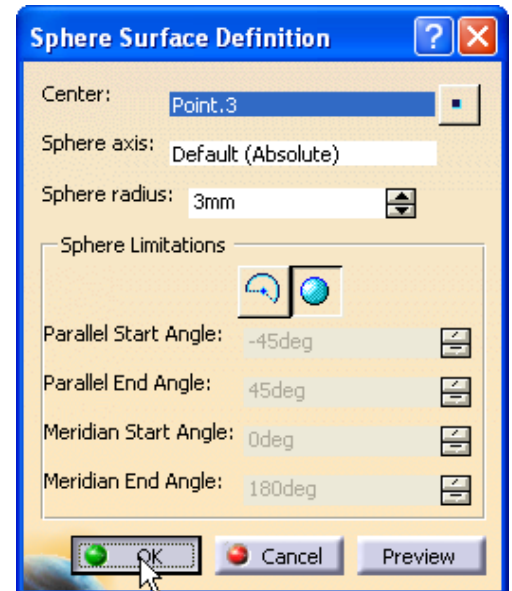 Sphere Surface Definition
Center: Point.3
Sphere axis: Default (Absolute)
Sphere radius: 3mm
Sphere Limitations
Parallel Start Angle: -45deg
Parallel End Angle: 45deg
Meridian Start Angle: 0deg
Meridian End Angle: 180deg
OK Cancel Preview